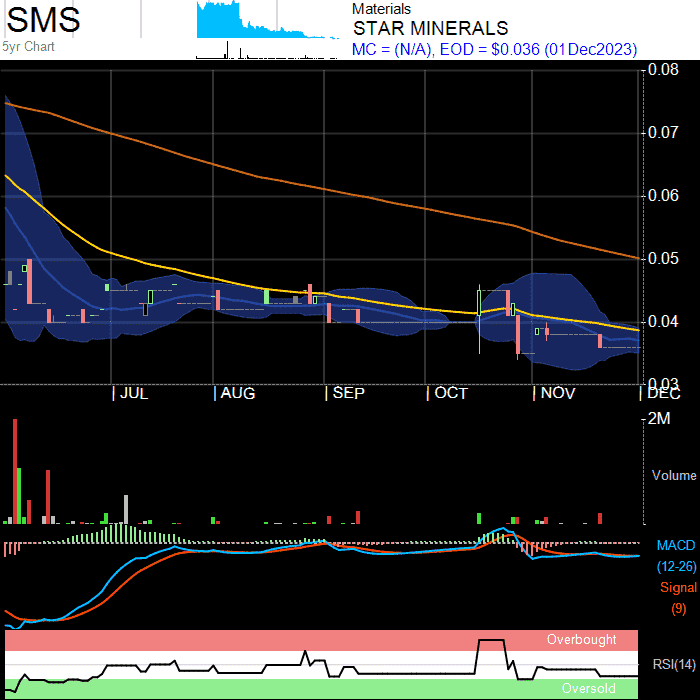 SMS
5yr Chart
Materials
STAR MINERALS
MC = (N/A), EOD = $0.036 (01Dec2023)
0.08
0.07
0.06
0.05
0.04
0.03
JUL AUG SEP OCT NOV DEC
2M
Volume
MACD
(12-26)
Signal
(9)
Overbought
RSI(14)
Oversold